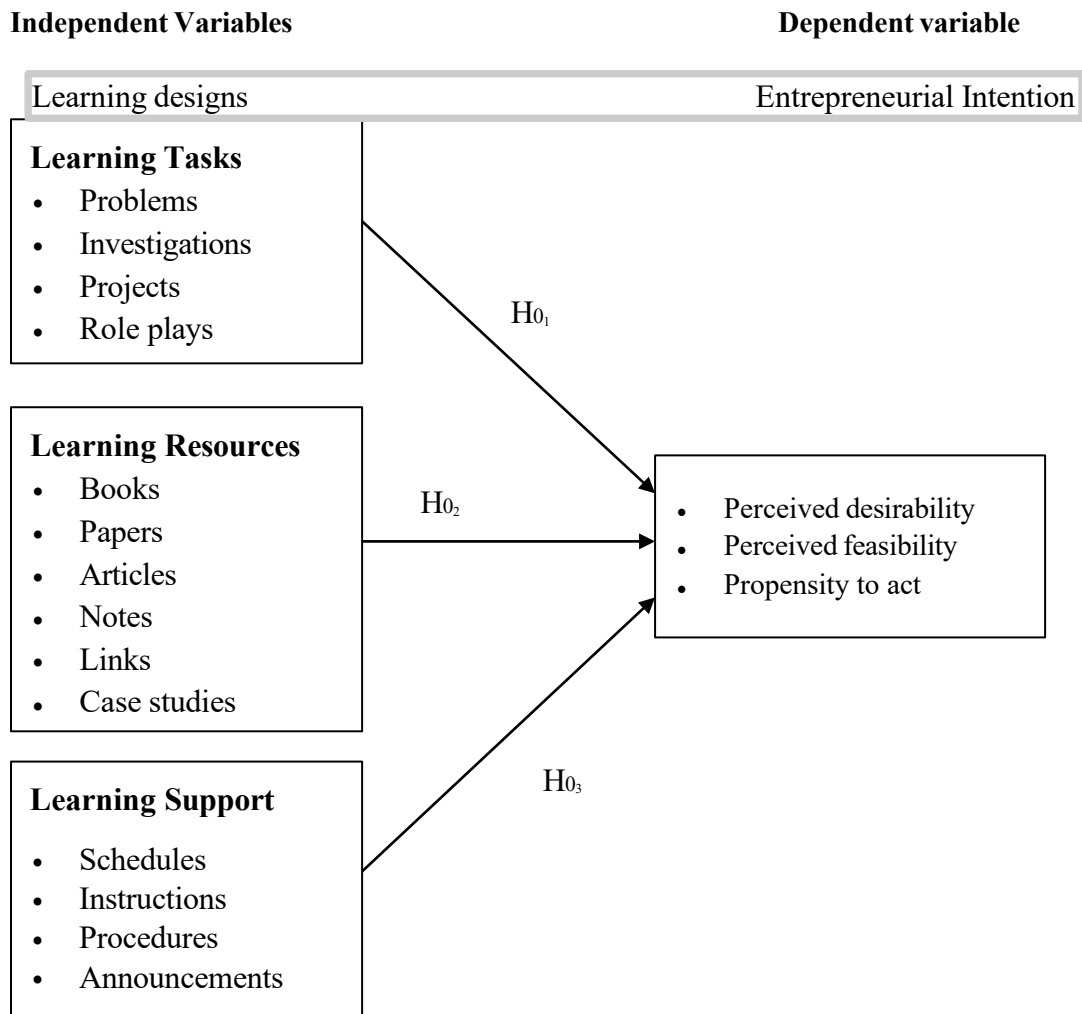 Independent Variables Dependent variable
Learning designs Entrepreneurial Intention
Learning Tasks
• Problems
• Investigations
• Projects
• Role plays
H0₁
Learning Resources
• Books
• Papers
• Articles
• Notes
• Links
• Case studies
H0₂
• Perceived desirability
• Perceived feasibility
• Propensity to act
Learning Support
• Schedules
• Instructions
• Procedures
• Announcements
H0₃